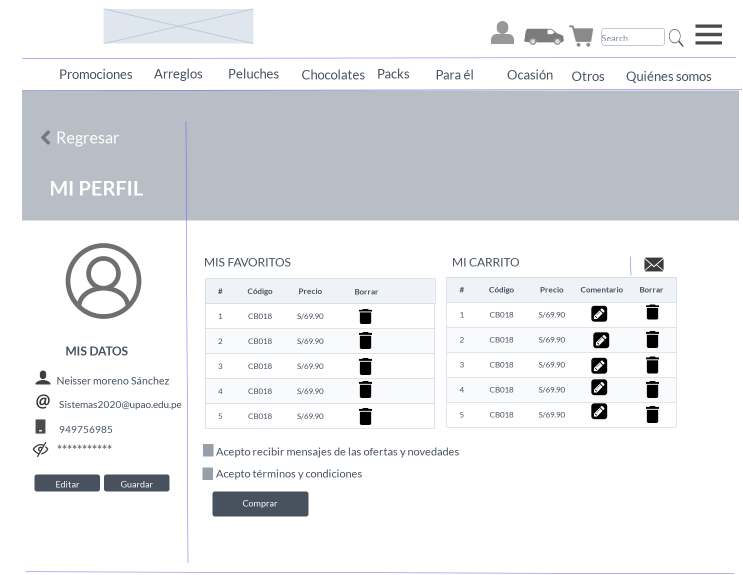 Search
Promociones Arreglos Peluches Chocolates Packs Para él Ocasión Otros Quiénes somos
Regresar
MI PERFIL
MIS DATOS
Neisser moreno Sánchez
@ Sistemas2020@upao.edu.pe
949756985
***********
Editar Guardar
MIS FAVORITOS
# Código Precio Borrar
1 CB018 S/69.90
2 CB018 S/69.90
3 CB018 S/69.90
4 CB018 S/69.90
5 CB018 S/69.90
MI CARRITO
# Código Precio Comentario Borrar
1 CB018 S/69.90
2 CB018 S/69.90
3 CB018 S/69.90
4 CB018 S/69.90
5 CB018 S/69.90
Acepto recibir mensajes de las ofertas y novedades
Acepto términos y condiciones
Comprar